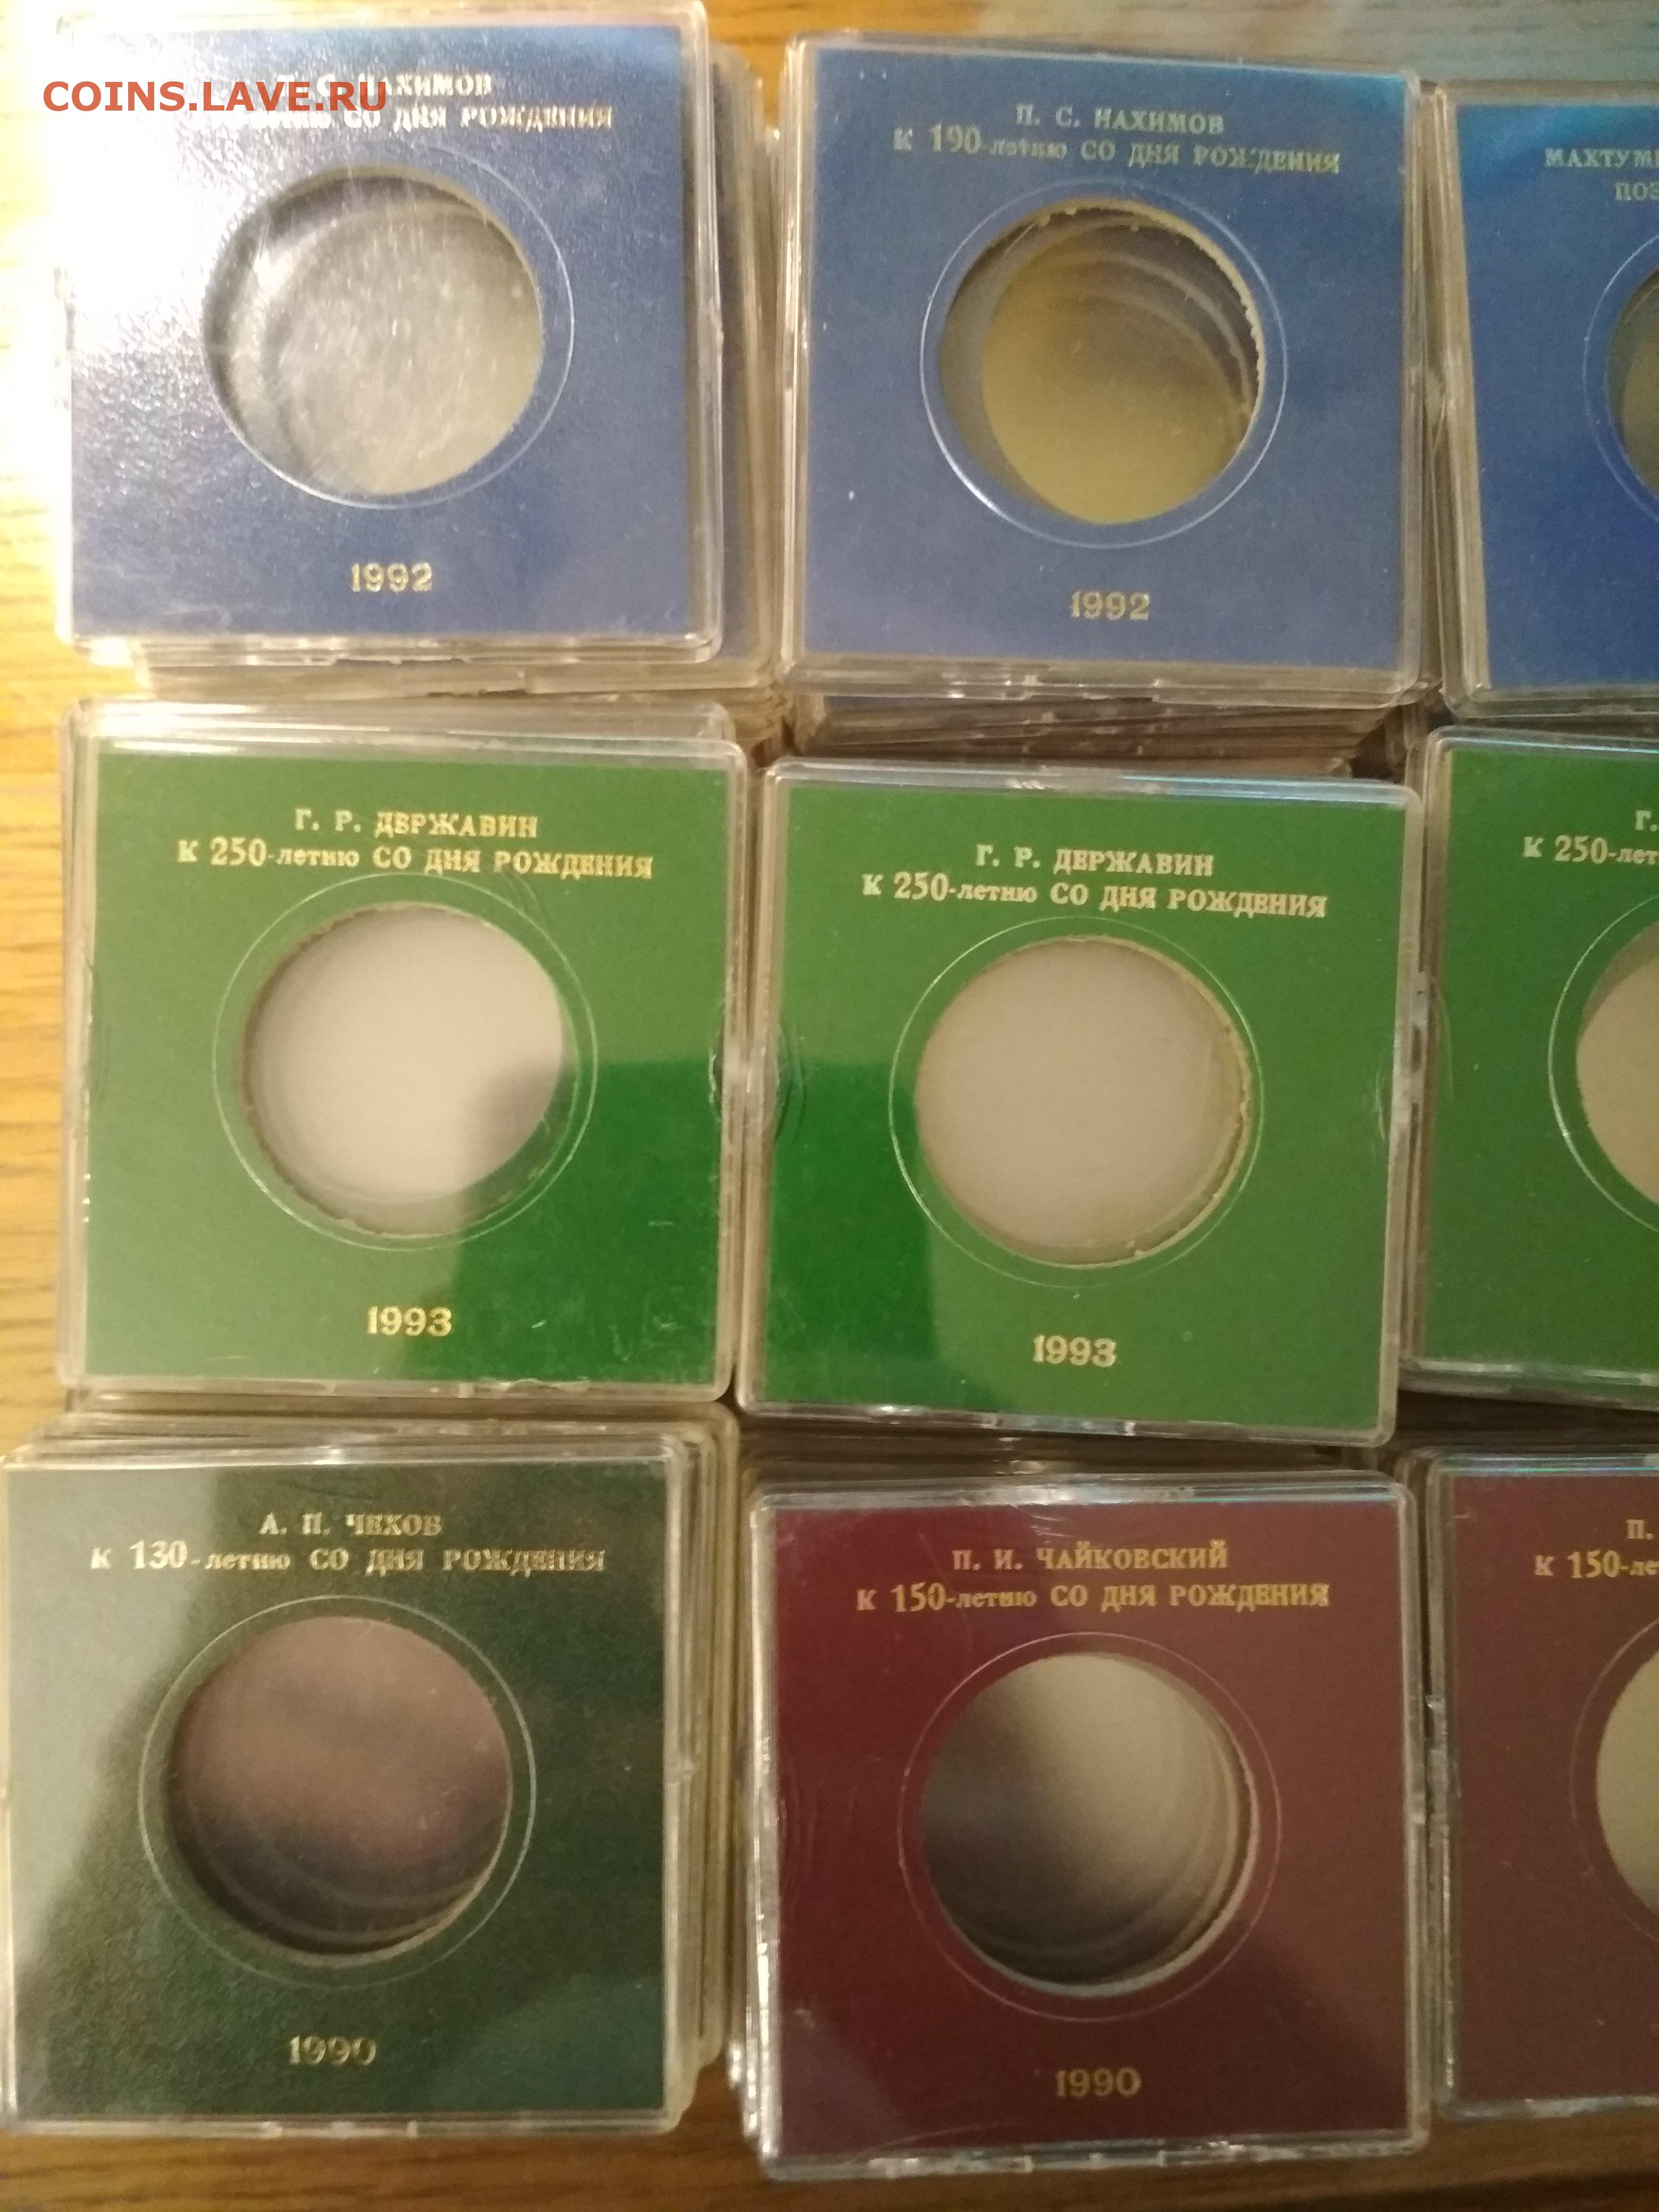 COINS.LAVE.RU
НАХИМОВ
СО ДНЯ РОЖДЕНИЯ
1992
П. С. НАХИМОВ
К 190-летию СО ДНЯ РОЖДЕНИЯ
1992
Г. Р. ДЕРЖАВИН
К 250-летию СО ДНЯ РОЖДЕНИЯ
1993
Г. Р. ДЕРЖАВИН
К 250-летию СО ДНЯ РОЖДЕНИЯ
1993
Г.
К 250-лет
А. П. ЧЕХОВ
К 130-летию СО ДНЯ РОЖДЕНИЯ
1990
П. И. ЧАЙКОВСКИЙ
К 150-летию СО ДНЯ РОЖДЕНИЯ
1990
П.
К 150-ле